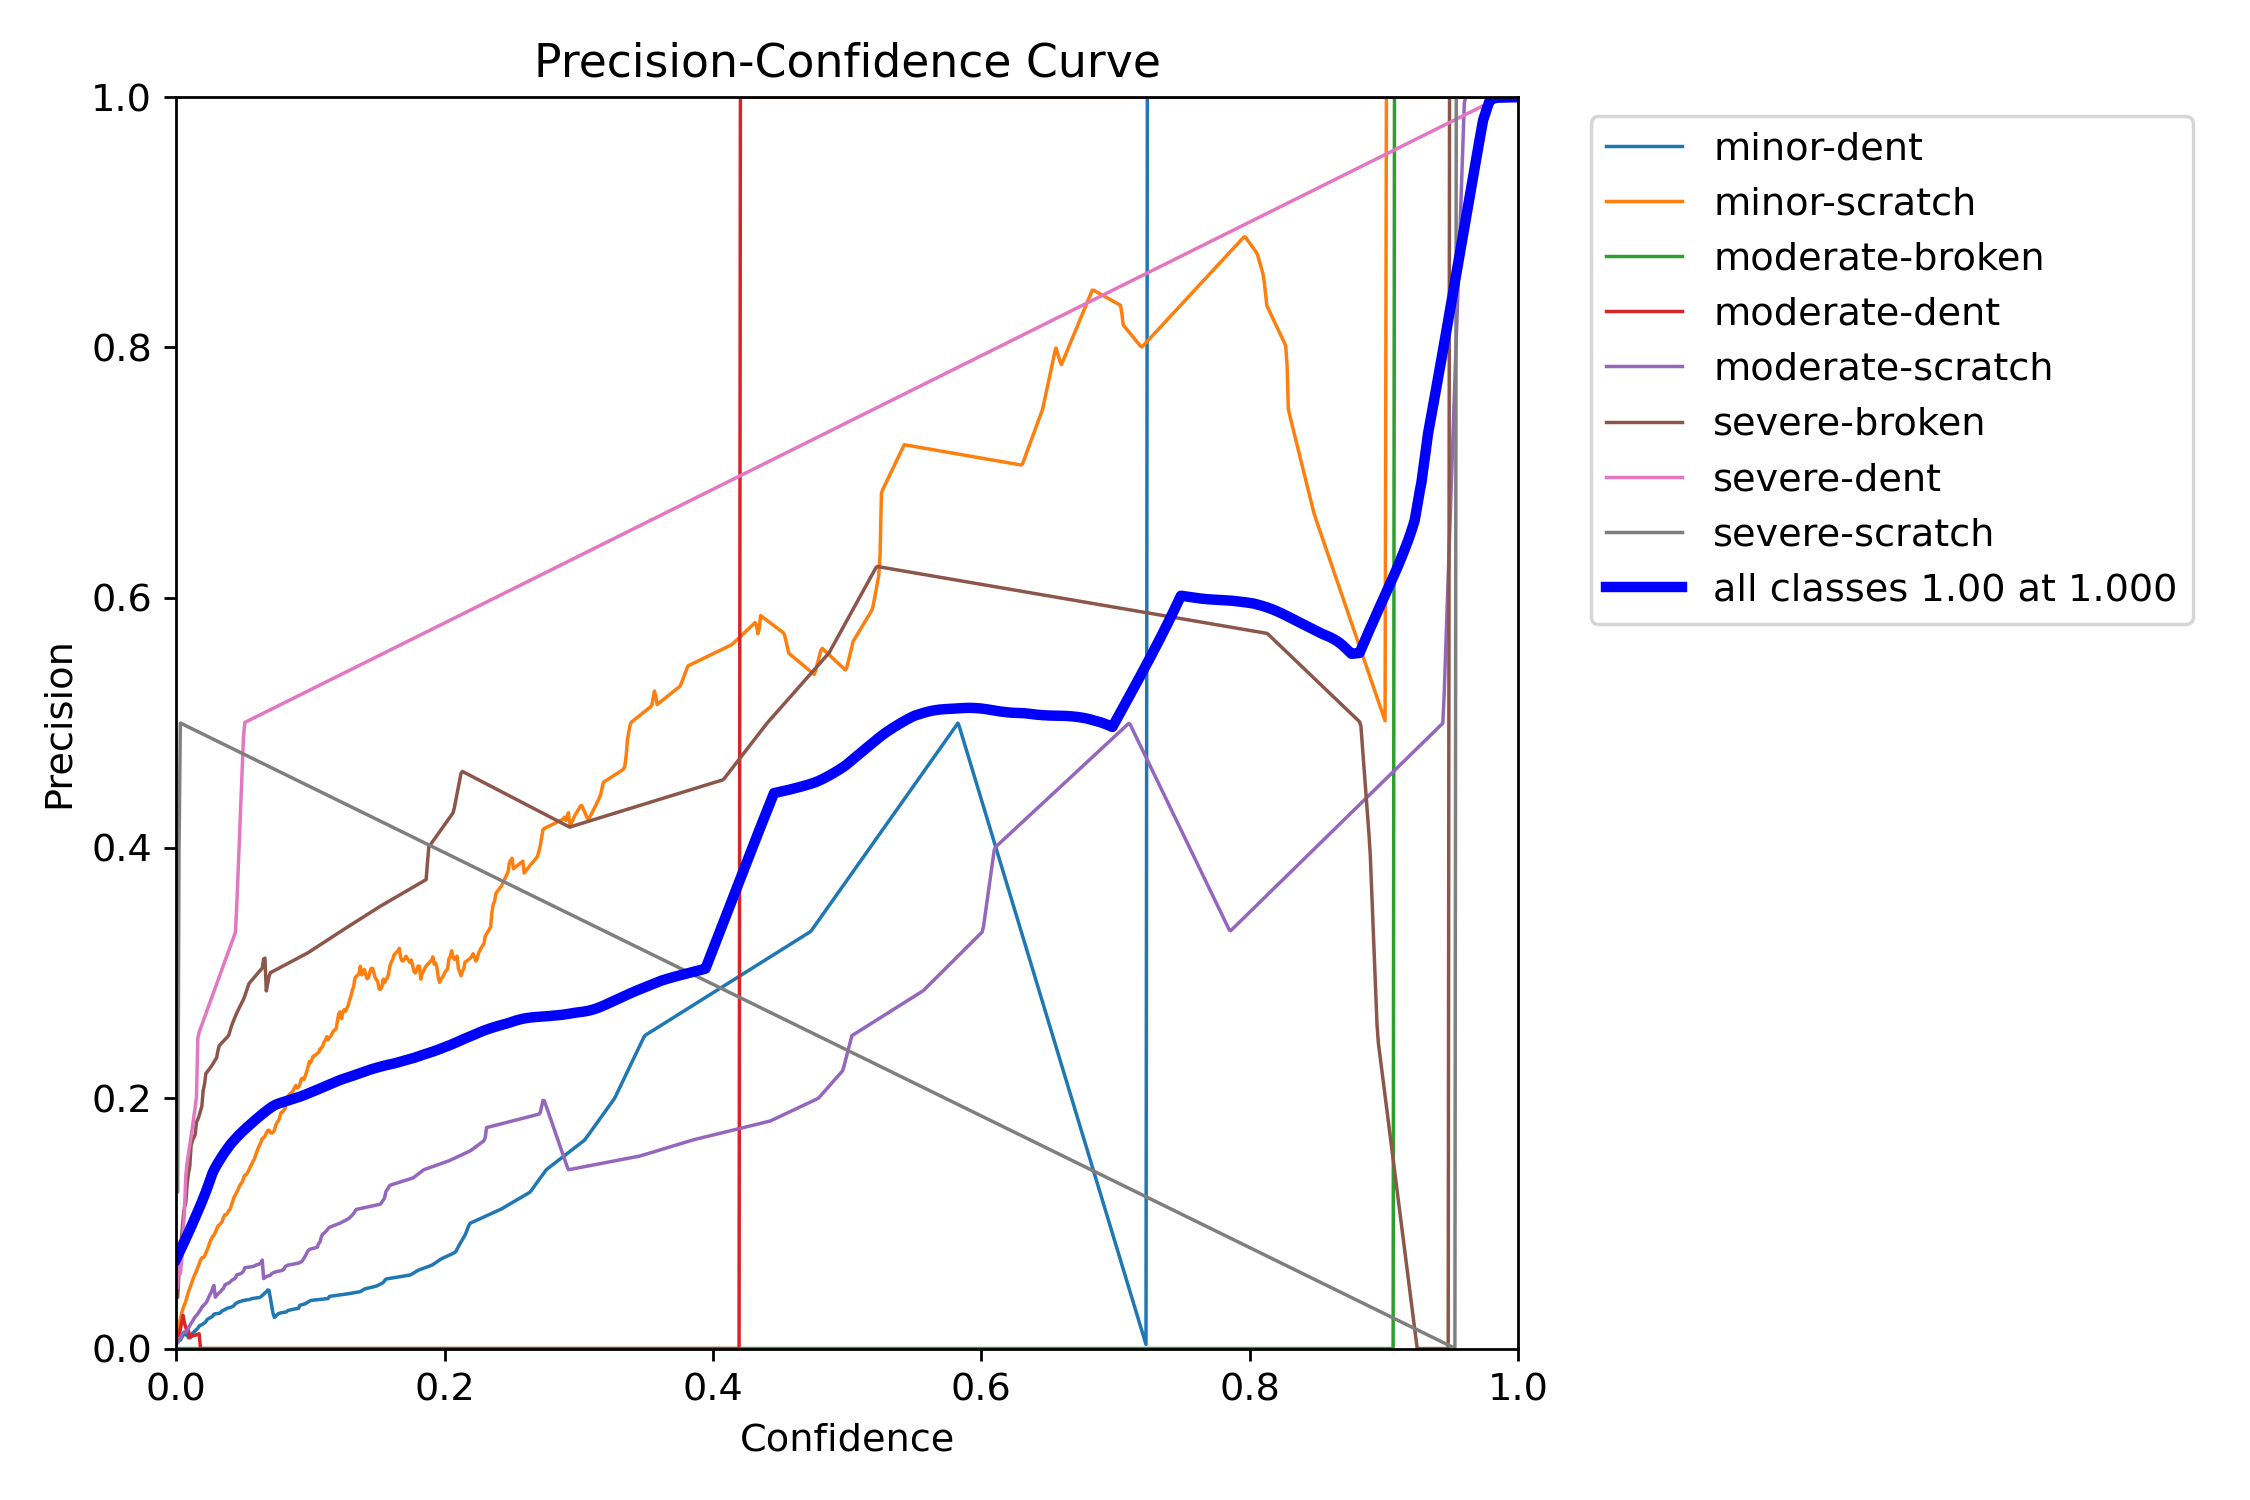 Precision-Confidence Curve
1.0
0.8
0.6
0.4
0.2
0.0
Precision
0.0 0.2 0.4 0.6 0.8 1.0
Confidence
minor-dent
minor-scratch
moderate-broken
moderate-dent
moderate-scratch
severe-broken
severe-dent
severe-scratch
all classes 1.00 at 1.000